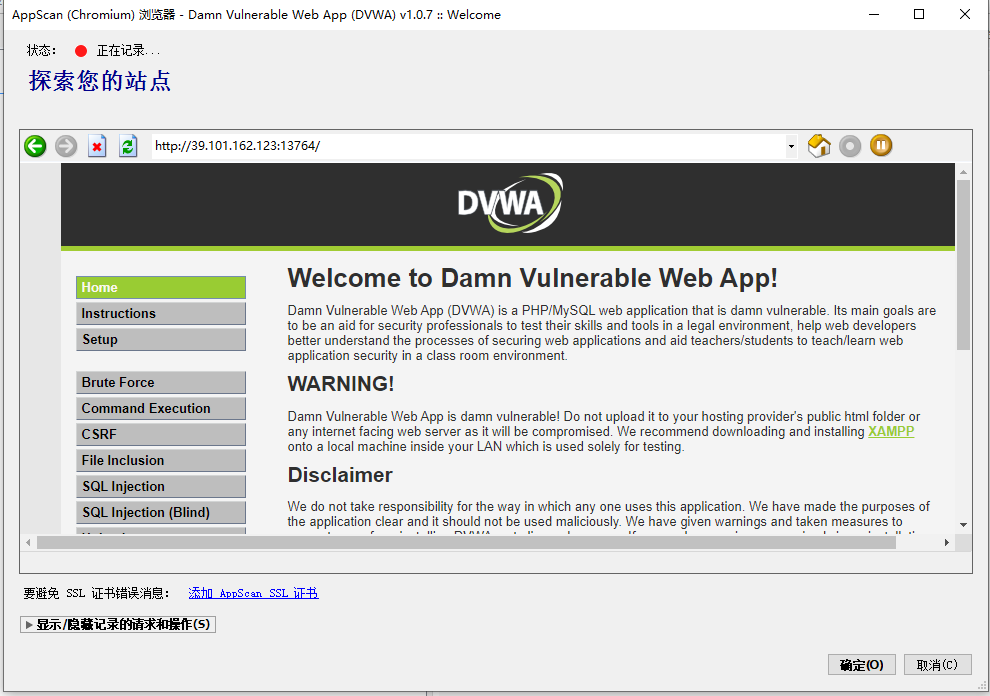 AppScan (Chromium) 浏览器 - Damn Vulnerable Web App (DVWA) v1.0.7 :: Welcome
状态: 正在记录...
探索您的站点
http://39.101.162.123:13764/
DVWA
Home
Instructions
Setup
Brute Force
Command Execution
CSRF
File Inclusion
SQL Injection
SQL Injection (Blind)
Welcome to Damn Vulnerable Web App!
Damn Vulnerable Web App (DVWA) is a PHP/MySQL web application that is damn vulnerable. Its main goals are
to be an aid for security professionals to test their skills and tools in a legal environment, help web developers
better understand the processes of securing web applications and aid teachers/students to teach/learn web
application security in a class room environment.
WARNING!
Damn Vulnerable Web App is damn vulnerable! Do not upload it to your hosting provider's public html folder or
any internet facing web server as it will be compromised. We recommend downloading and installing XAMPP
onto a local machine inside your LAN which is used solely for testing.
Disclaimer
We do not take responsibility for the way in which any one uses this application. We have made the purposes of
the application clear and it should not be used maliciously. We have given warnings and taken measures to
要避免 SSL 证书错误消息: 添加 AppScan SSL 证书
显示/隐藏记录的请求和操作(S)
确定(O) 取消(C)